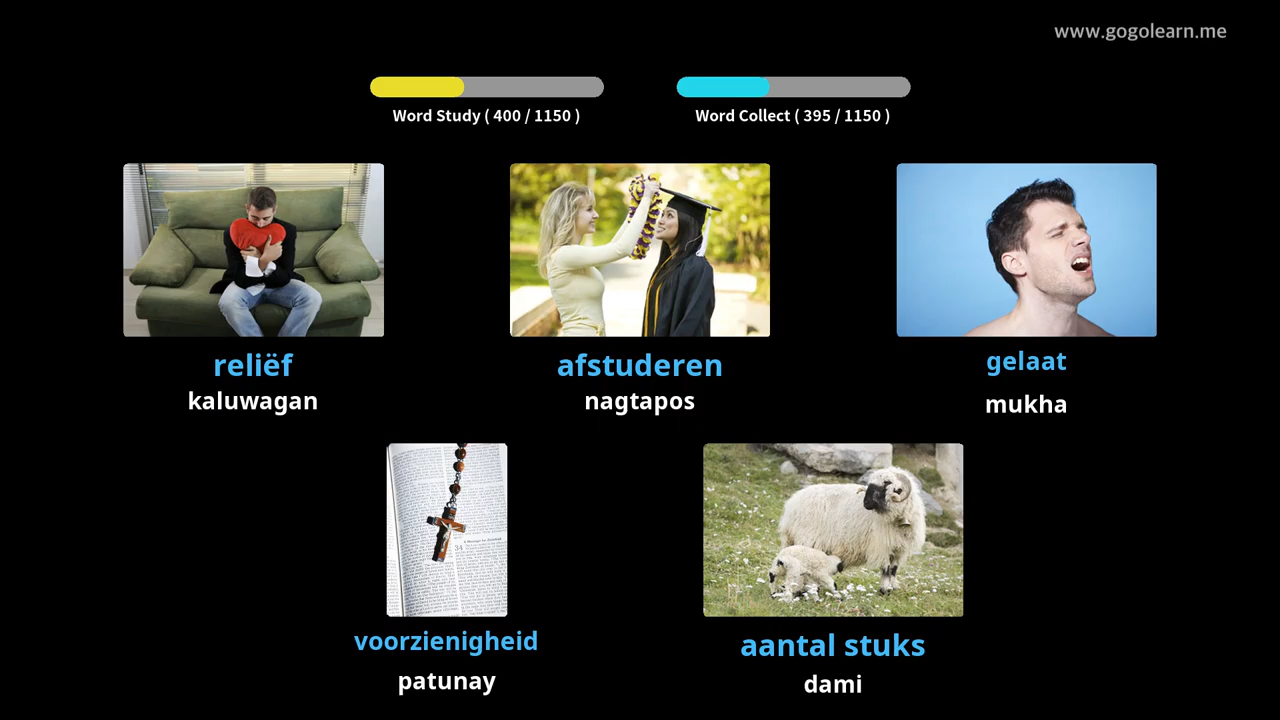 www.gogolearn.me
Word Study ( 400 / 1150 )
Word Collect ( 395 / 1150 )
reliëf
kaluwagan
afstuderen
nagtapos
gelaat
mukha
34
voorzienigheid
patunay
aantal stuks
dami